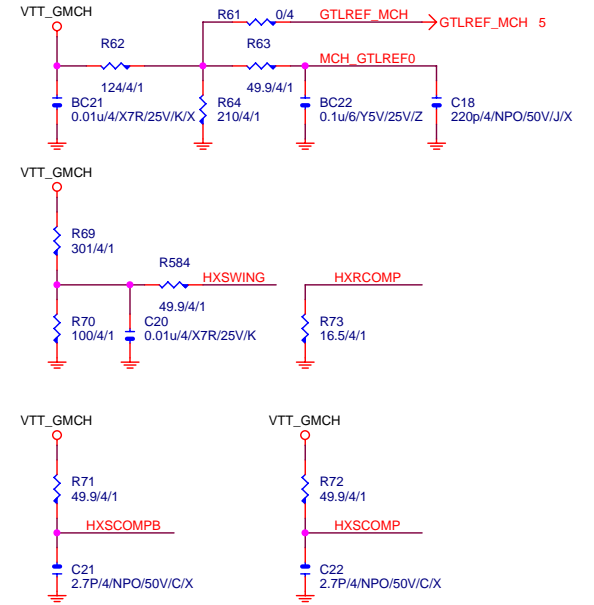 VTT_GMCH
R61 0/4 GTLREF_MCH
GTLREF_MCH 5
R62 R63
MCH_GTLREF0
124/4/1 49.9/4/1
BC21 R64 BC22 C18
0.01u/4/X7R/25V/K/X 210/4/1 0.1u/6/Y5V/25V/Z 220p/4/NPO/50V/J/X
VTT_GMCH
R69
301/4/1
R584
HXSWING HXRCOMP
49.9/4/1
R70 C20 R73
100/4/1 0.01u/4/X7R/25V/K 16.5/4/1
VTT_GMCH VTT_GMCH
R71 R72
49.9/4/1 49.9/4/1
HXSCOMPB HXSCOMP
C21 C22
2.7P/4/NPO/50V/C/X 2.7P/4/NPO/50V/C/X